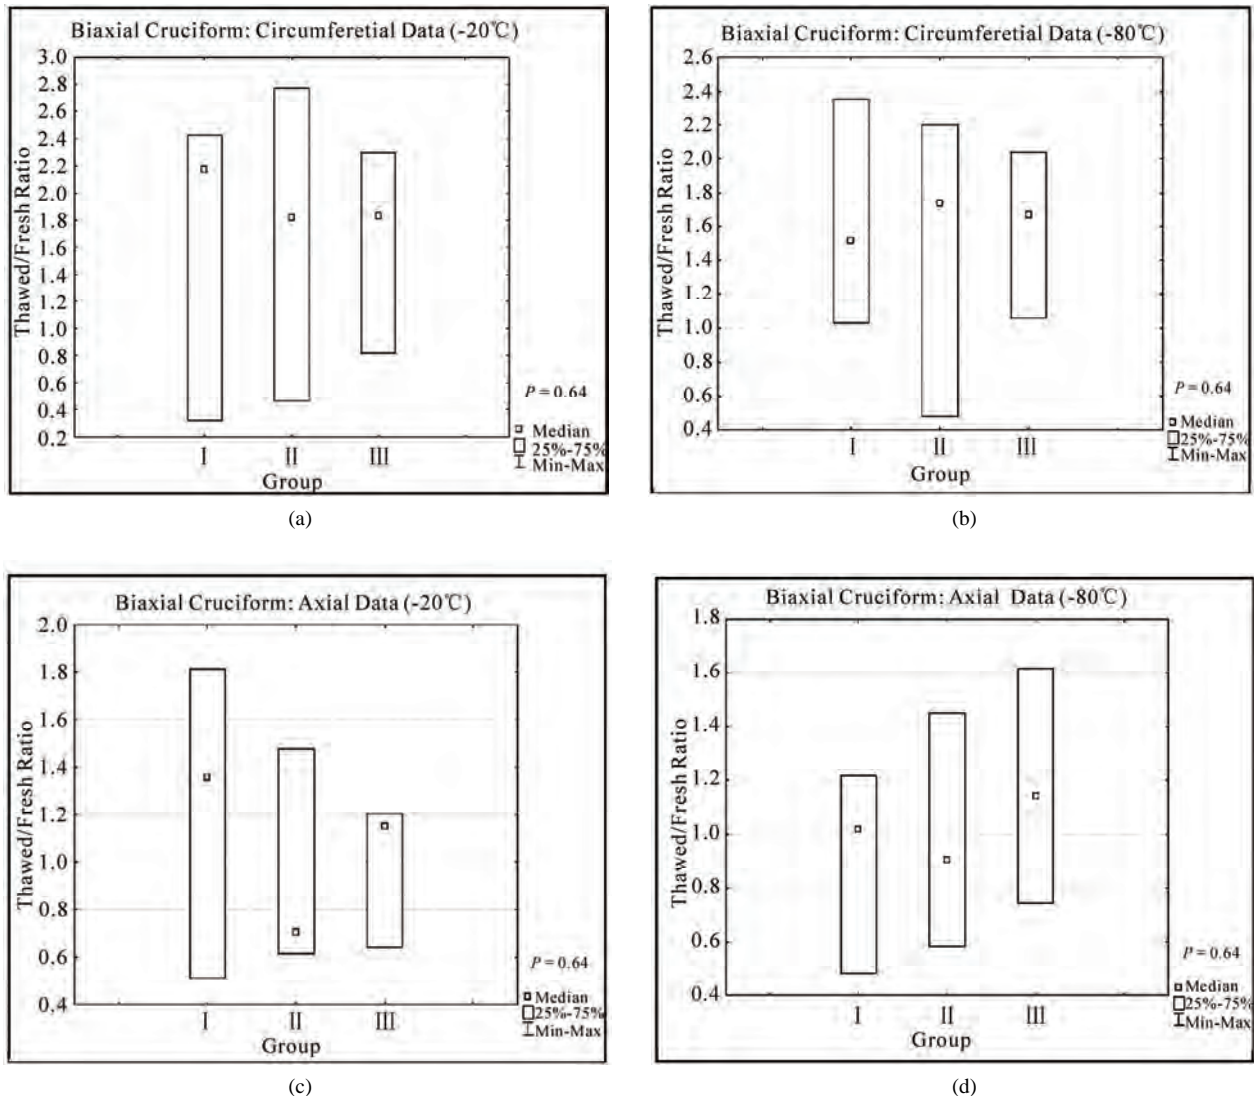 Biaxial Cruciform: Circumferetial Data (-20℃)
3.0
2.8
2.6
2.4
2.2
2.0
1.8
1.6
1.4
1.2
1.0
0.8
0.6
0.4
0.2
Thawed/Fresh Ratio
I II III
Group
P = 0.64
Median
25%-75%
Min-Max
(a)
Biaxial Cruciform: Circumferetial Data (-80℃)
2.6
2.4
2.2
2.0
1.8
1.6
1.4
1.2
1.0
0.8
0.6
0.4
Thawed/Fresh Ratio
I II III
Group
P = 0.64
Median
25%-75%
Min-Max
(b)
Biaxial Cruciform: Axial Data (-20℃)
2.0
1.8
1.6
1.4
1.2
1.0
0.8
0.6
0.4
Thawed/Fresh Ratio
I II III
Group
P = 0.64
Median
25%-75%
Min-Max
(c)
Biaxial Cruciform: Axial Data (-80℃)
1.8
1.6
1.4
1.2
1.0
0.8
0.6
0.4
Thawed/Fresh Ratio
I II III
Group
P = 0.64
Median
25%-75%
Min-Max
(d)